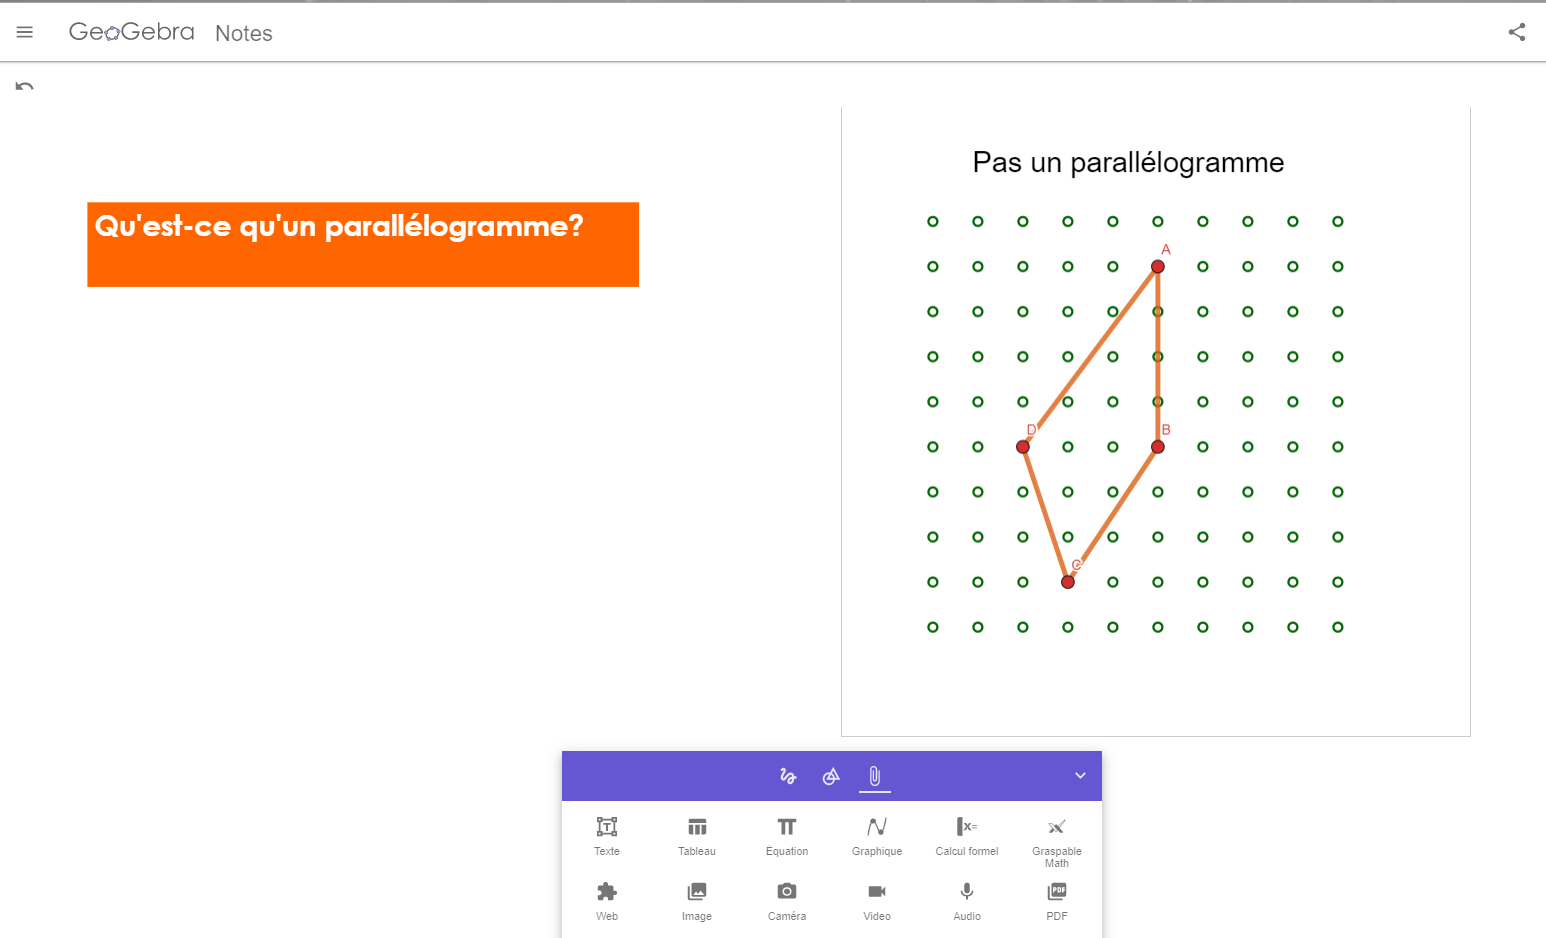 GeoGebra Notes
Qu'est-ce qu'un parallélogramme?
Pas un parallélogramme
A
D
B
C
Texte
Tableau
Équation
Graphique
Calcul formel
Graspable
Math
Web
Image
Caméra
Video
Audio
PDF